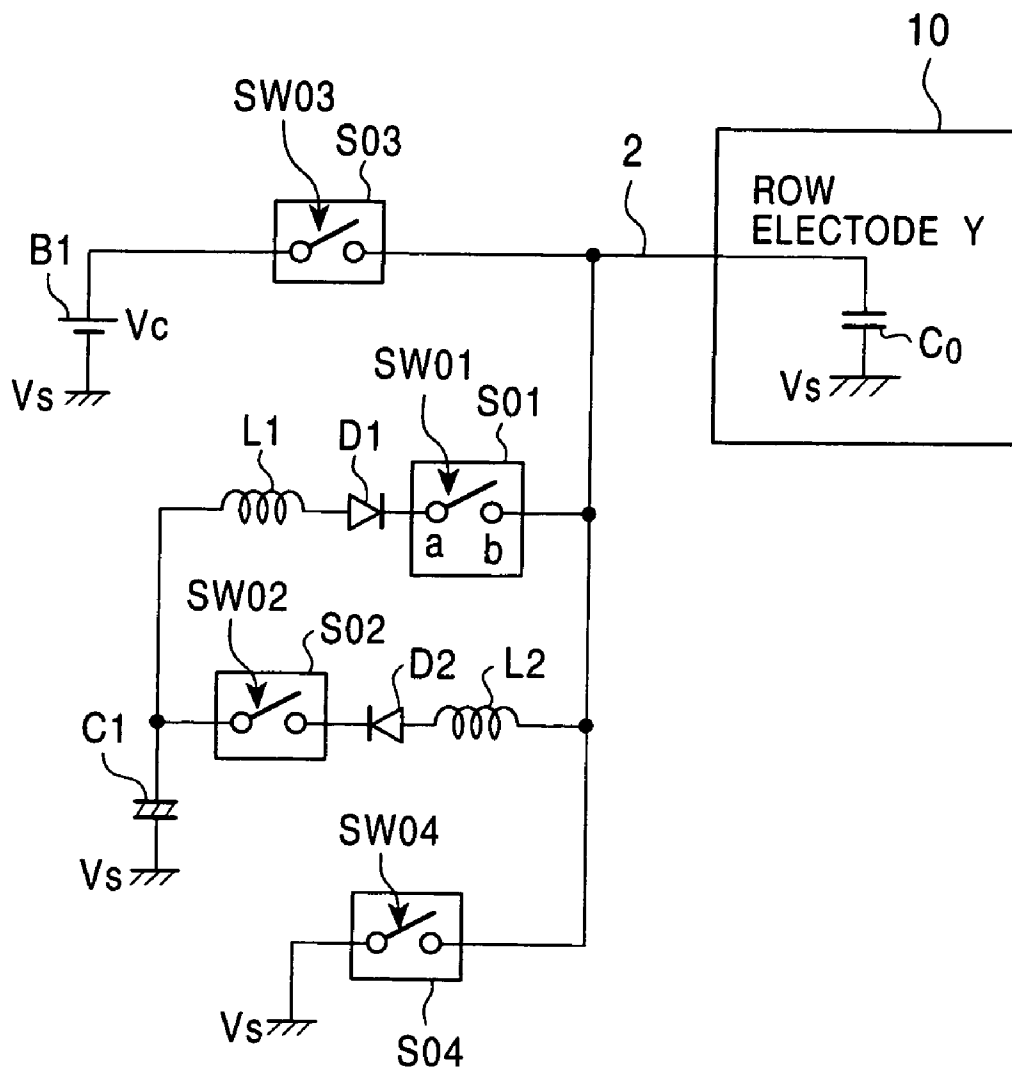 10
SW03
S03
2
ROW
ELECTODE Y
B1
Vc
C0
Vs
Vs
SW01
S01
L1
D1
a
b
SW02
S02
D2
L2
C1
SW04
Vs
Vs
S04